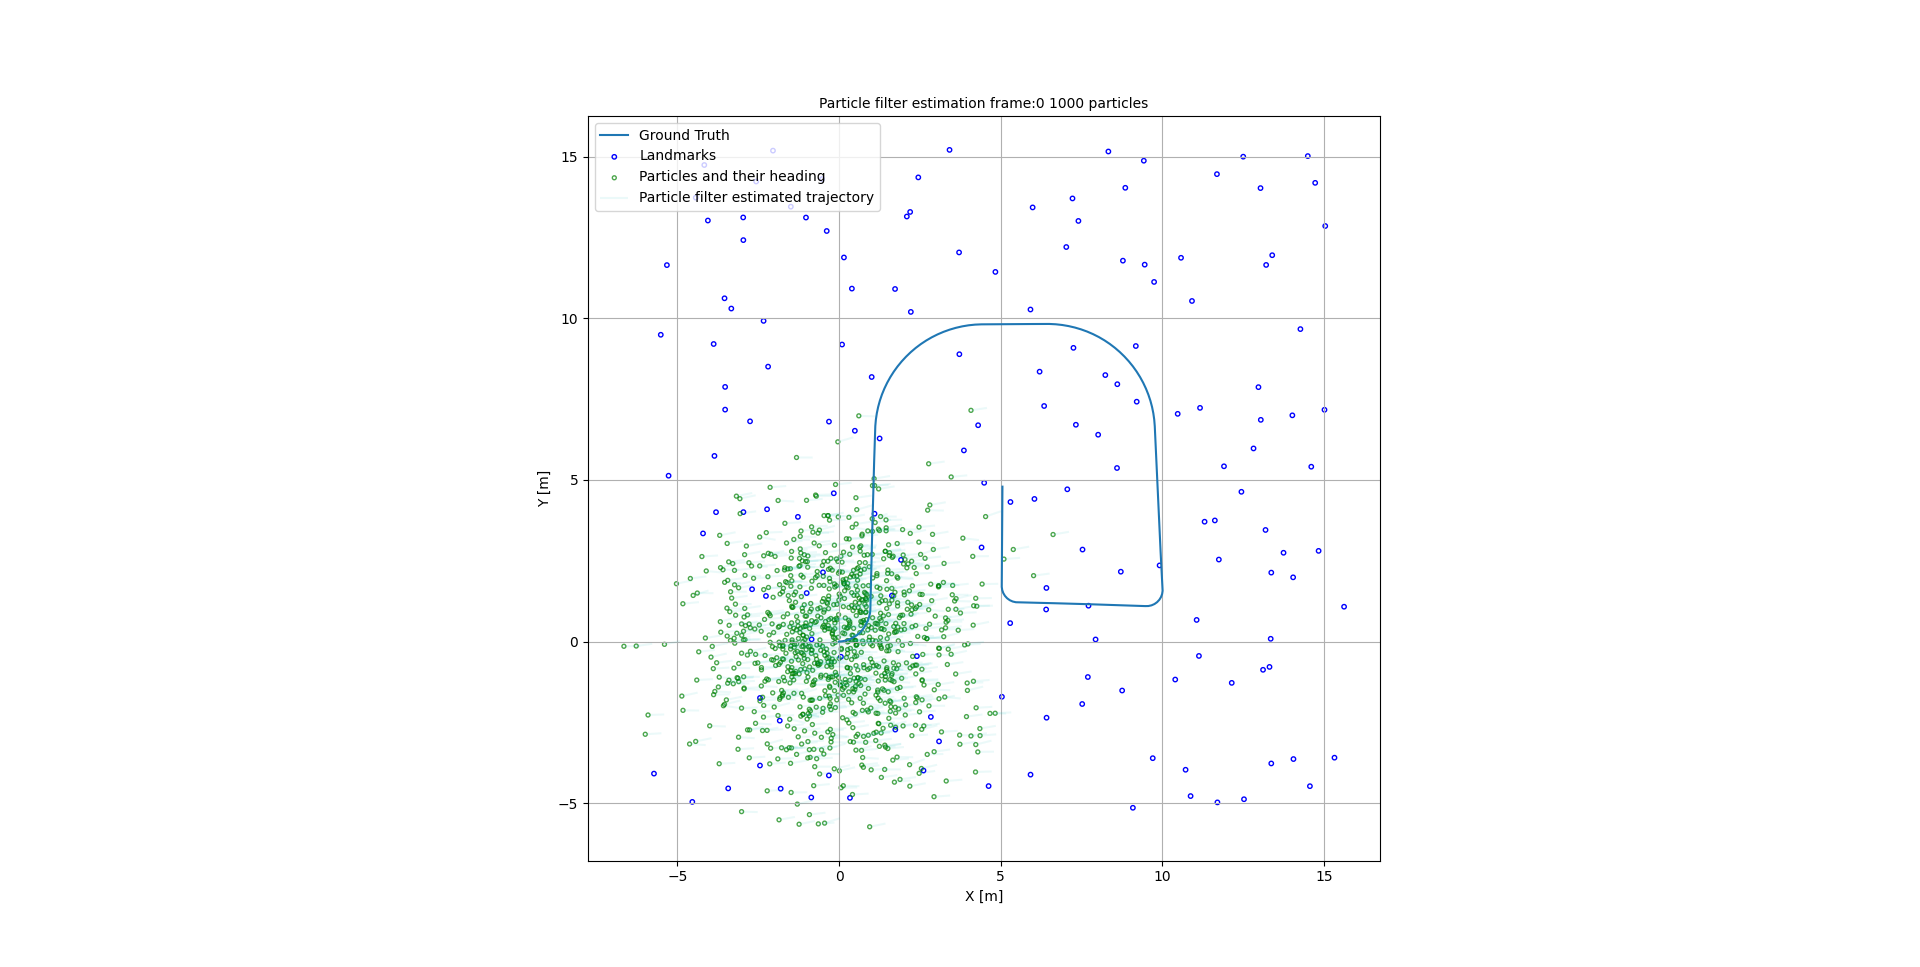 Particle filter estimation frame:0 1000 particles
Ground Truth
Landmarks
Particles and their heading
Particle filter estimated trajectory
15
10
5
0
−5
Y [m]
−5 0 5 10 15
X [m]